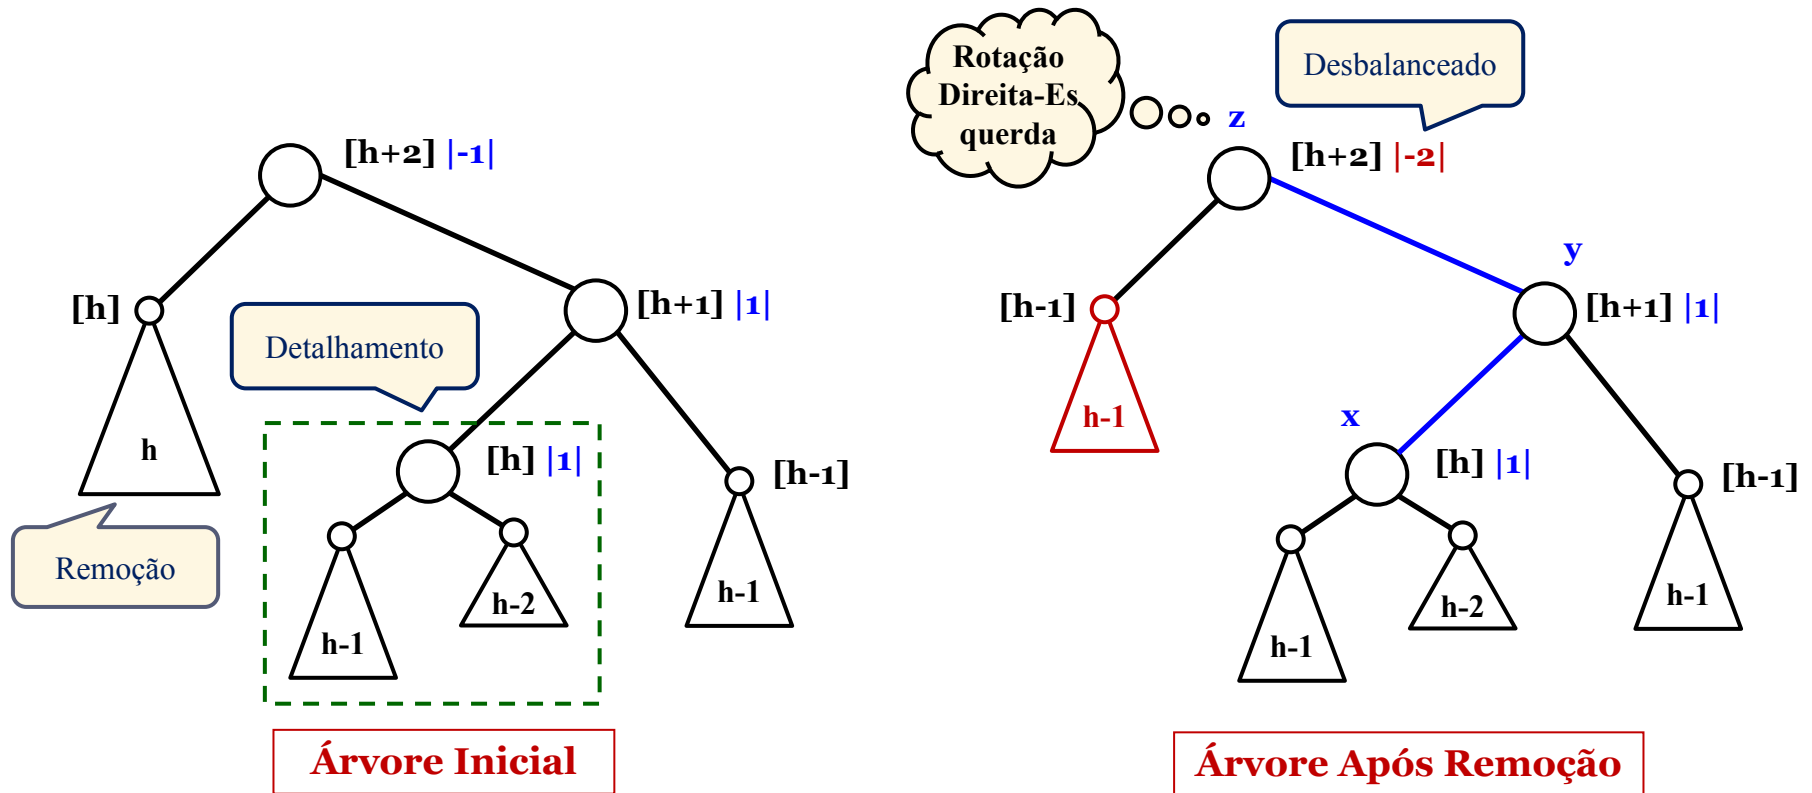 [h+2] |-1|
[h]
h
Remoção
Detalhamento
[h+1] |1|
[h] |1|
h-1
h-2
[h-1]
h-1
Árvore Inicial
Rotação
Direita-Es
querda
Desbalanceado
z
[h+2] |-2|
[h-1]
h-1
y
[h+1] |1|
x
[h] |1|
h-1
h-2
[h-1]
h-1
Árvore Após Remoção